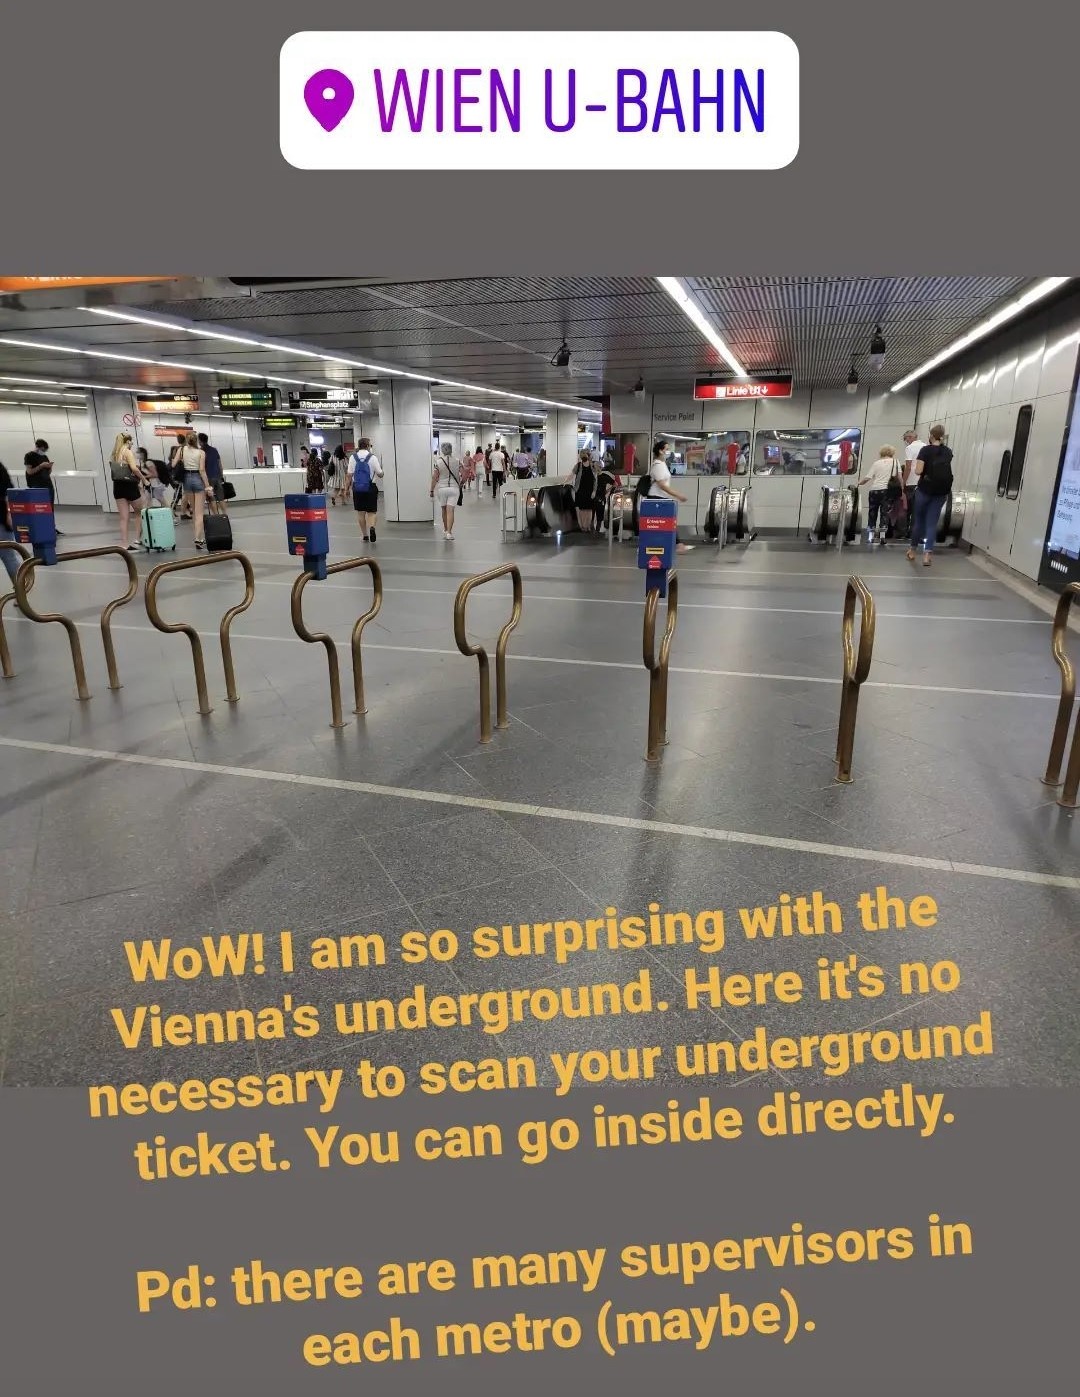 WIEN U-BAHN
Stephansplatz
Linie U1
Service Point
WoW! I am so surprising with the
Vienna's underground. Here it's no
necessary to scan your underground
ticket. You can go inside directly.
Pd: there are many supervisors in
each metro (maybe).